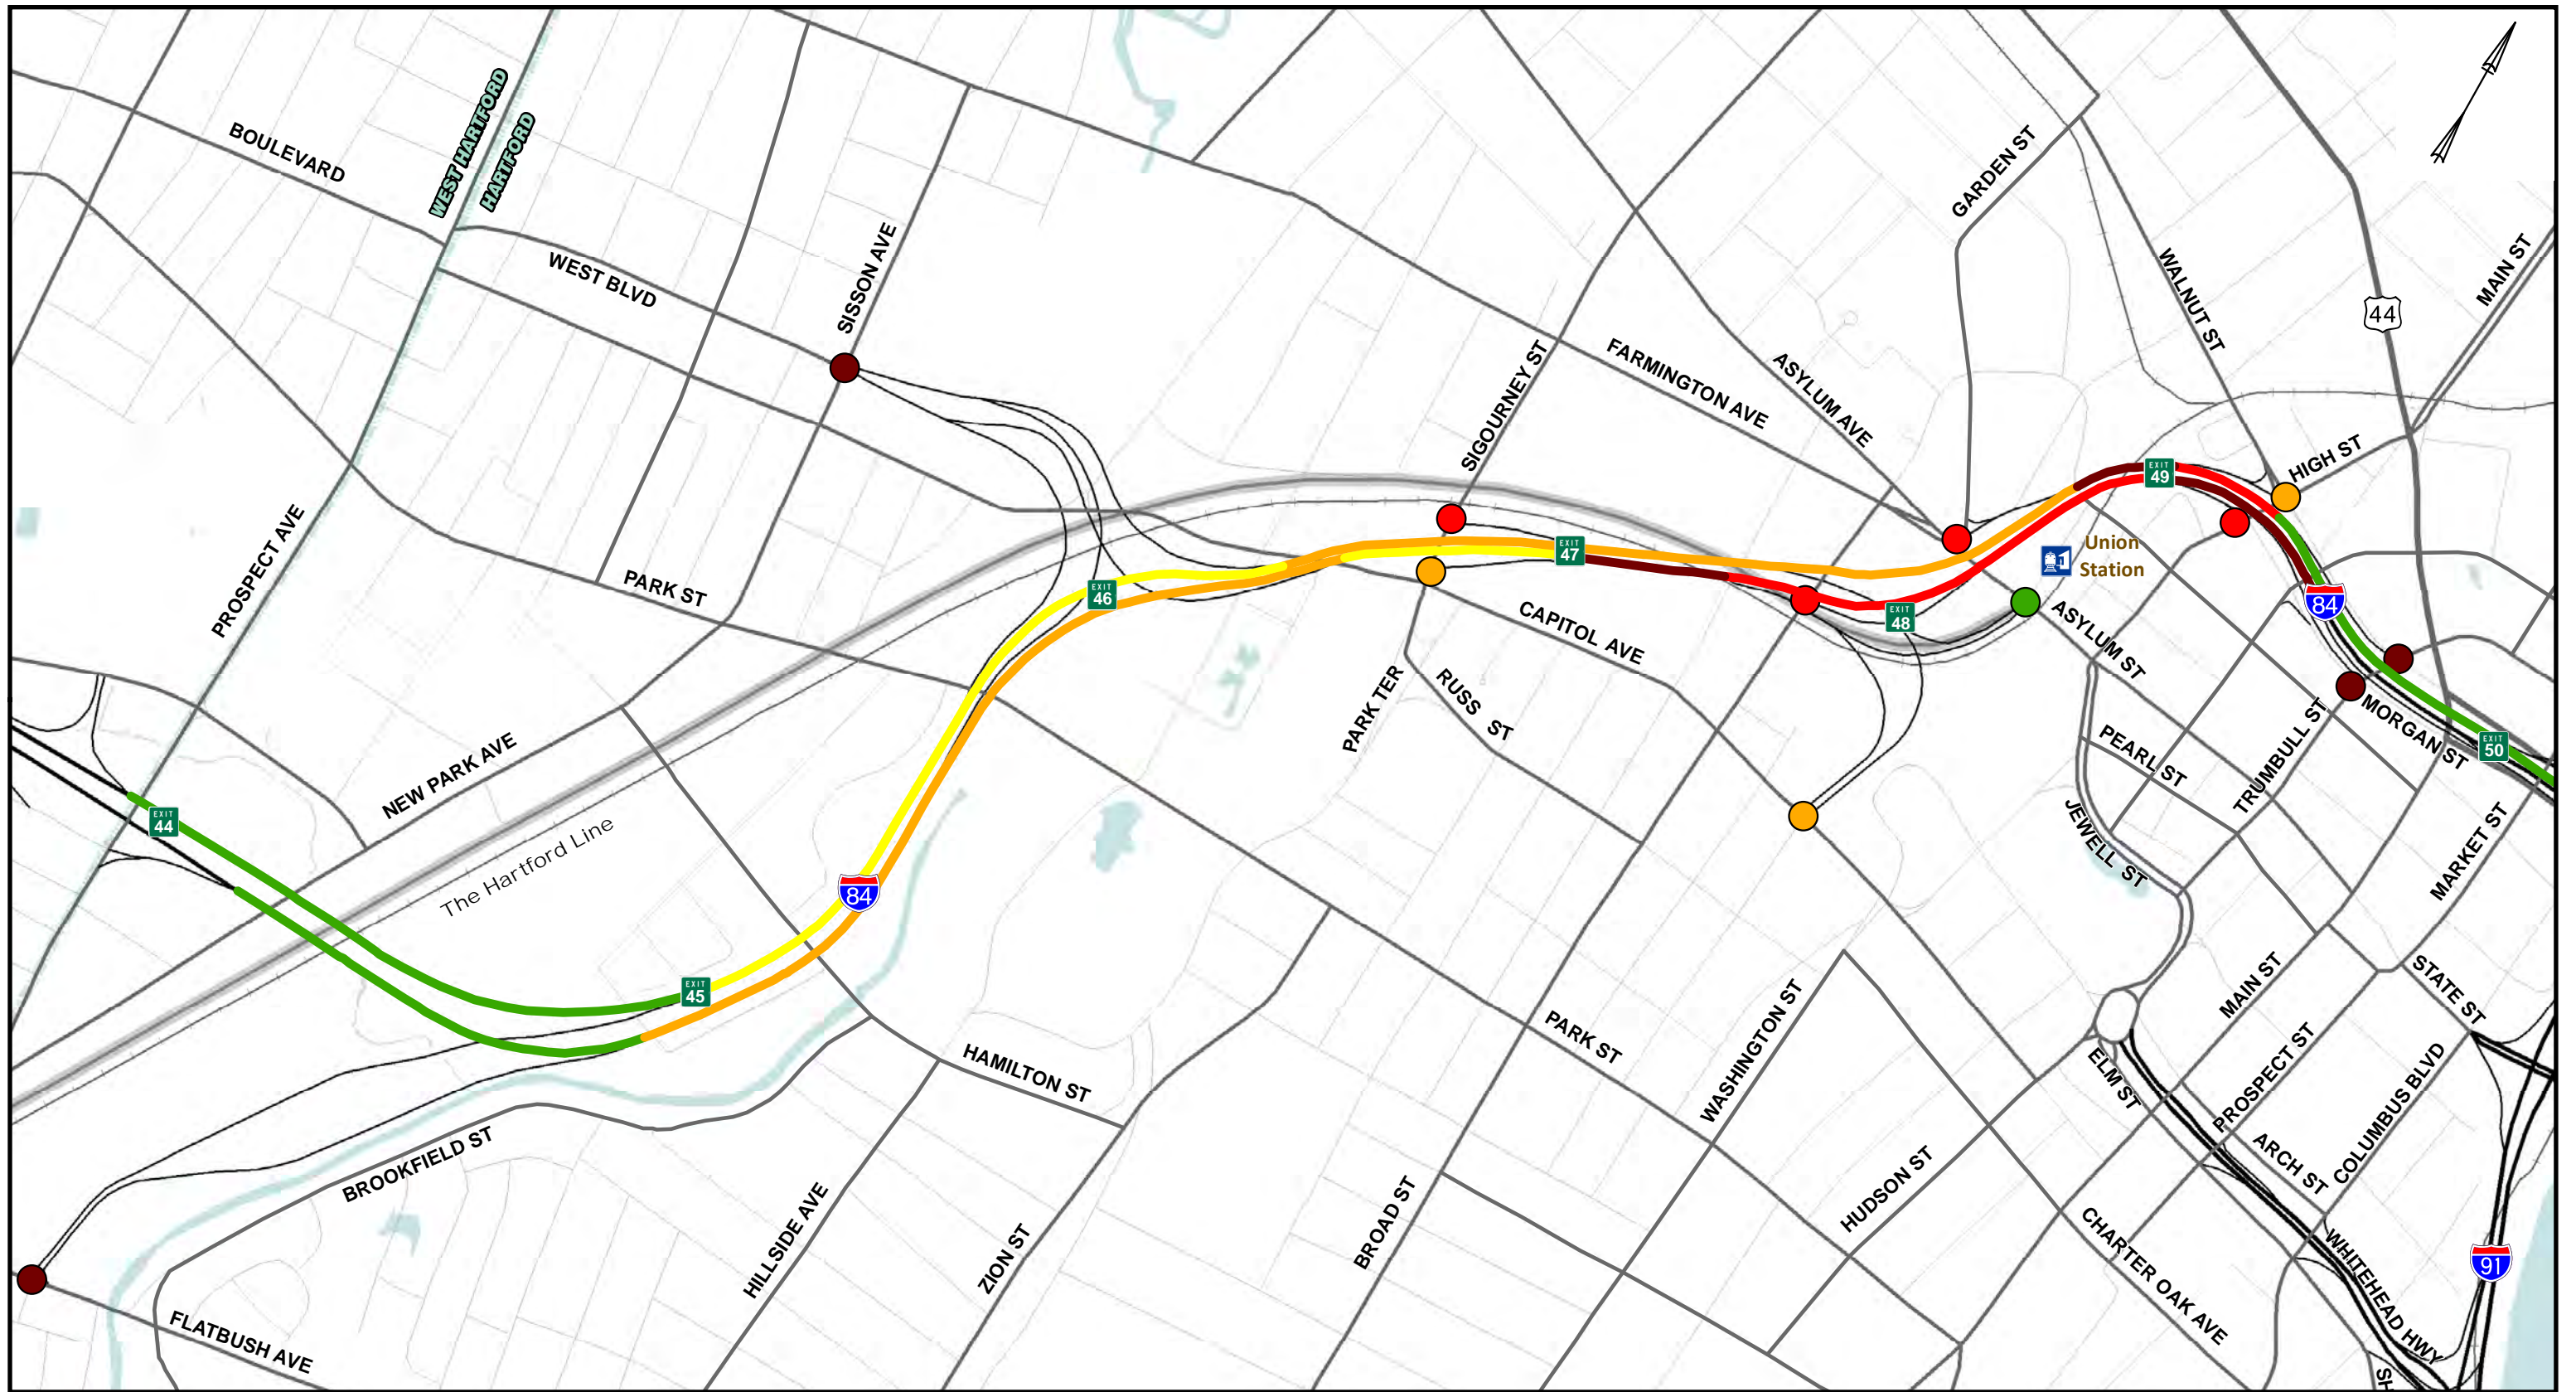 WEST HARTFORD
HARTFORD
BOULEVARD
WEST BLVD
SISSON AVE
GARDEN ST
WALNUT ST
44
MAIN ST
FARMINGTON AVE
ASYLUM AVE
SIGOURNEY ST
HIGH ST
EXIT
49
EXIT
47
Union
Station
PROSPECT AVE
PARK ST
EXIT
46
CAPITOL AVE
EXIT
48
84
ASYLUM ST
PARK TER
RUSS ST
MORGAN ST
EXIT
50
NEW PARK AVE
PEARL ST
TRUMBULL ST
EXIT
44
The Hartford Line
84
JEWELL ST
MARKET ST
EXIT
45
MAIN ST
STATE ST
WASHINGTON ST
PARK ST
HAMILTON ST
ELM ST
PROSPECT ST
COLUMBUS BLVD
BROOKFIELD ST
ARCH ST
HILLSIDE AVE
ZION ST
BROAD ST
HUDSON ST
CHARTER OAK AVE
WHITEHEAD HWY
91
FLATBUSH AVE
SH